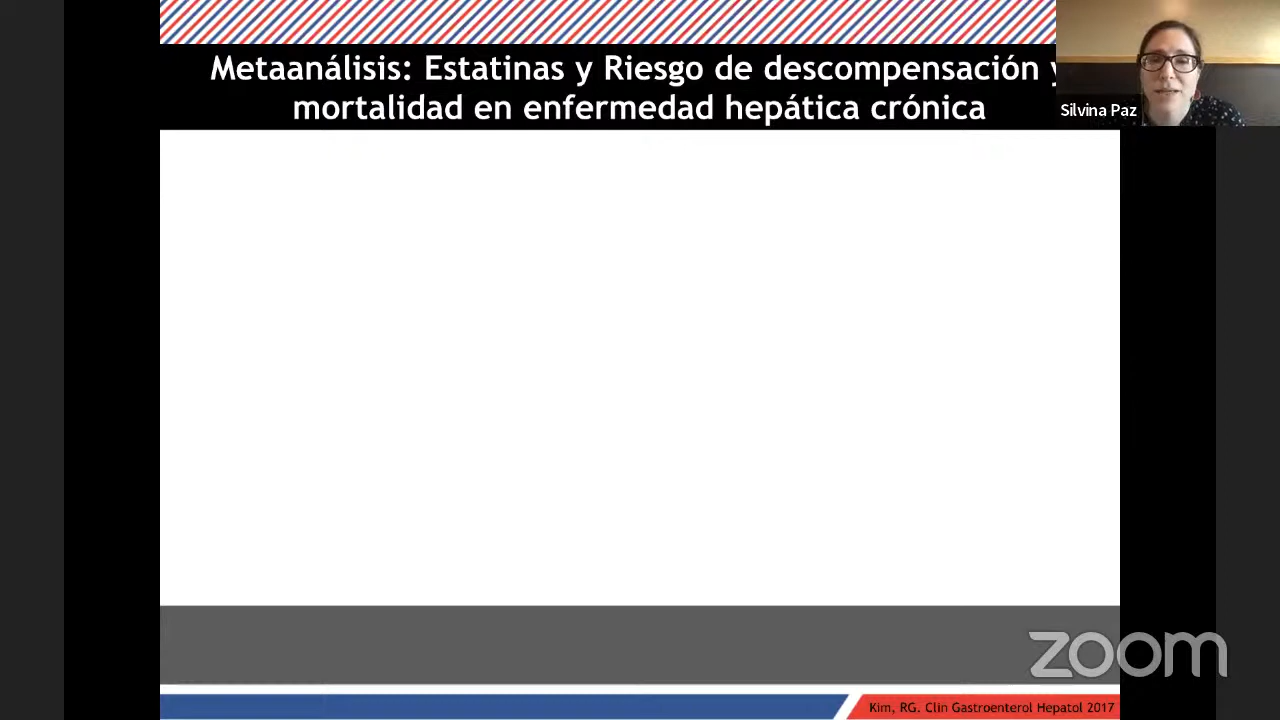 Metaanálisis: Estatinas y Riesgo de descompensación y
mortalidad en enfermedad hepática crónica
Silvina Paz
zoom
Kim, RG. Clin Gastroenterol Hepatol 2017